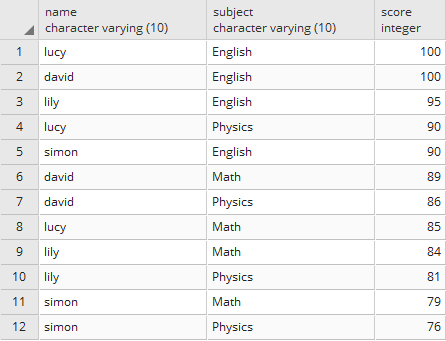 name subject score
character varying (10) character varying (10) integer
1 lucy English 100
2 david English 100
3 lily English 95
4 lucy Physics 90
5 simon English 90
6 david Math 89
7 david Physics 86
8 lucy Math 85
9 lily Math 84
10 lily Physics 81
11 simon Math 79
12 simon Physics 76